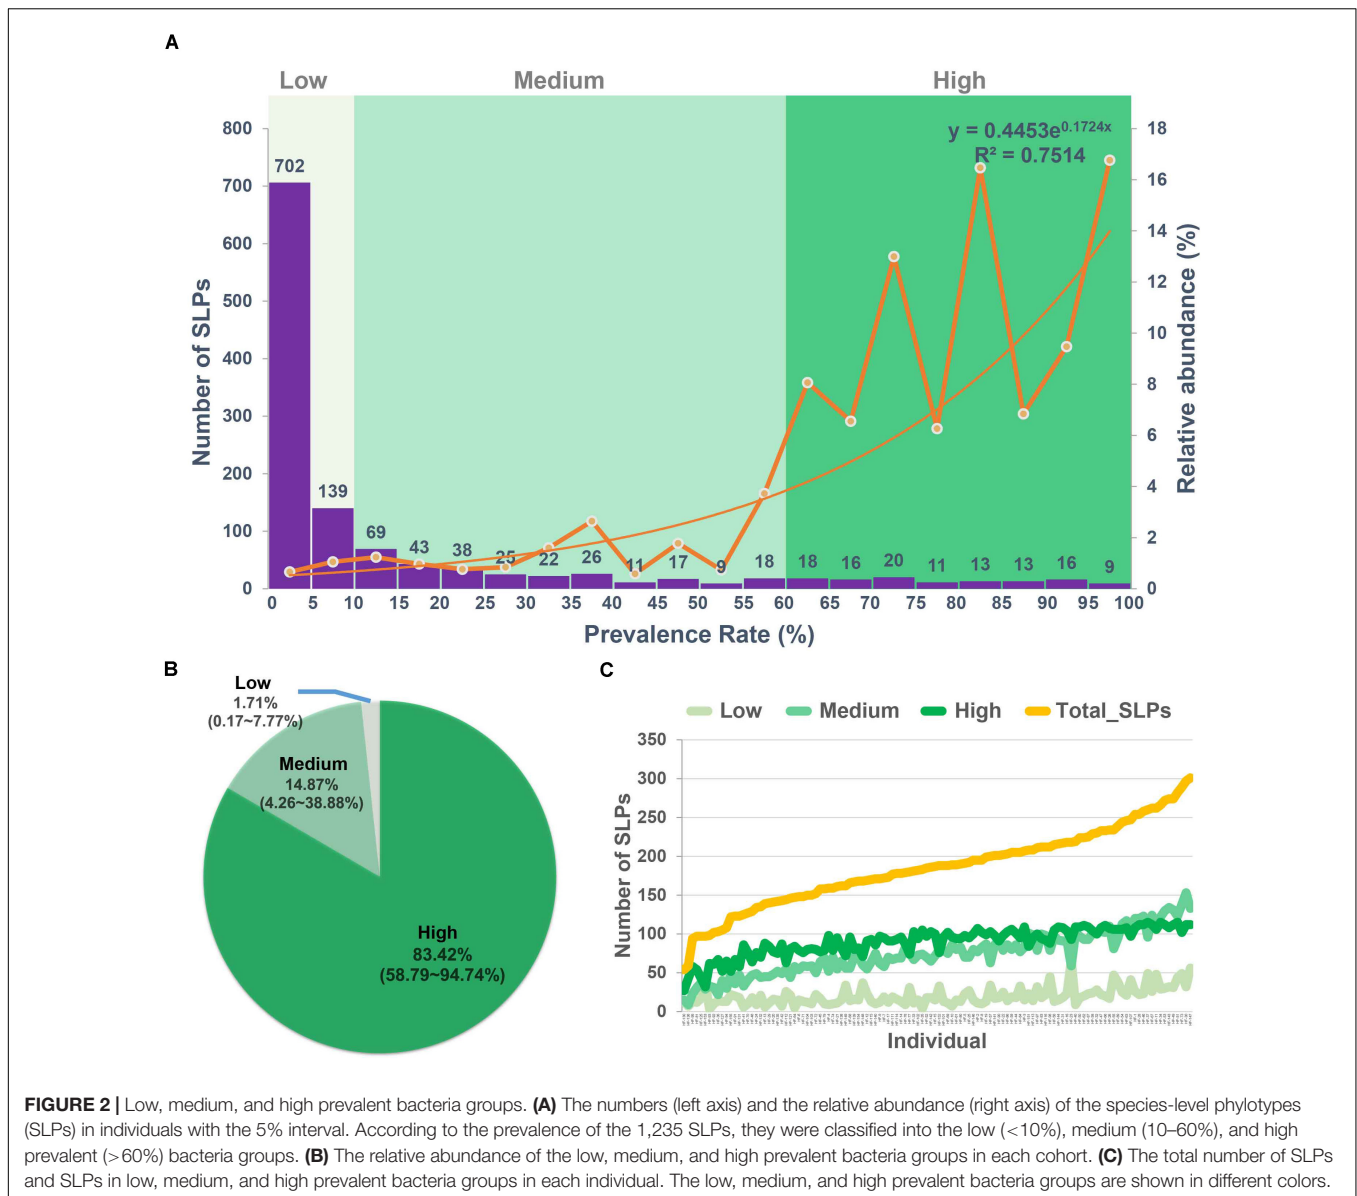 A
Low Medium High
y = 0.4453e^0.1724x
R² = 0.7514
Number of SLPs
800
700
600
500
400
300
200
100
0
702 139 69 43 38 25 22 26 11 17 9 18 18 16 20 11 13 13 16 9
18
16
14
12
10
8
6
4
2
0
Relative abundance (%)
0 5 10 15 20 25 30 35 40 45 50 55 60 65 70 75 80 85 90 95 100
Prevalence Rate (%)
B
Low
1.71%
(0.17~7.77%)
Medium
14.87%
(4.26~38.88%)
High
83.42%
(58.79~94.74%)
C
Low Medium High Total_SLPs
Number of SLPs
350
300
250
200
150
100
50
0
Individual
FIGURE 2 | Low, medium, and high prevalent bacteria groups. (A) The numbers (left axis) and the relative abundance (right axis) of the species-level phylotypes
(SLPs) in individuals with the 5% interval. According to the prevalence of the 1,235 SLPs, they were classified into the low (<10%), medium (10–60%), and high
prevalent (>60%) bacteria groups. (B) The relative abundance of the low, medium, and high prevalent bacteria groups in each cohort. (C) The total number of SLPs
and SLPs in low, medium, and high prevalent bacteria groups in each individual. The low, medium, and high prevalent bacteria groups are shown in different colors.